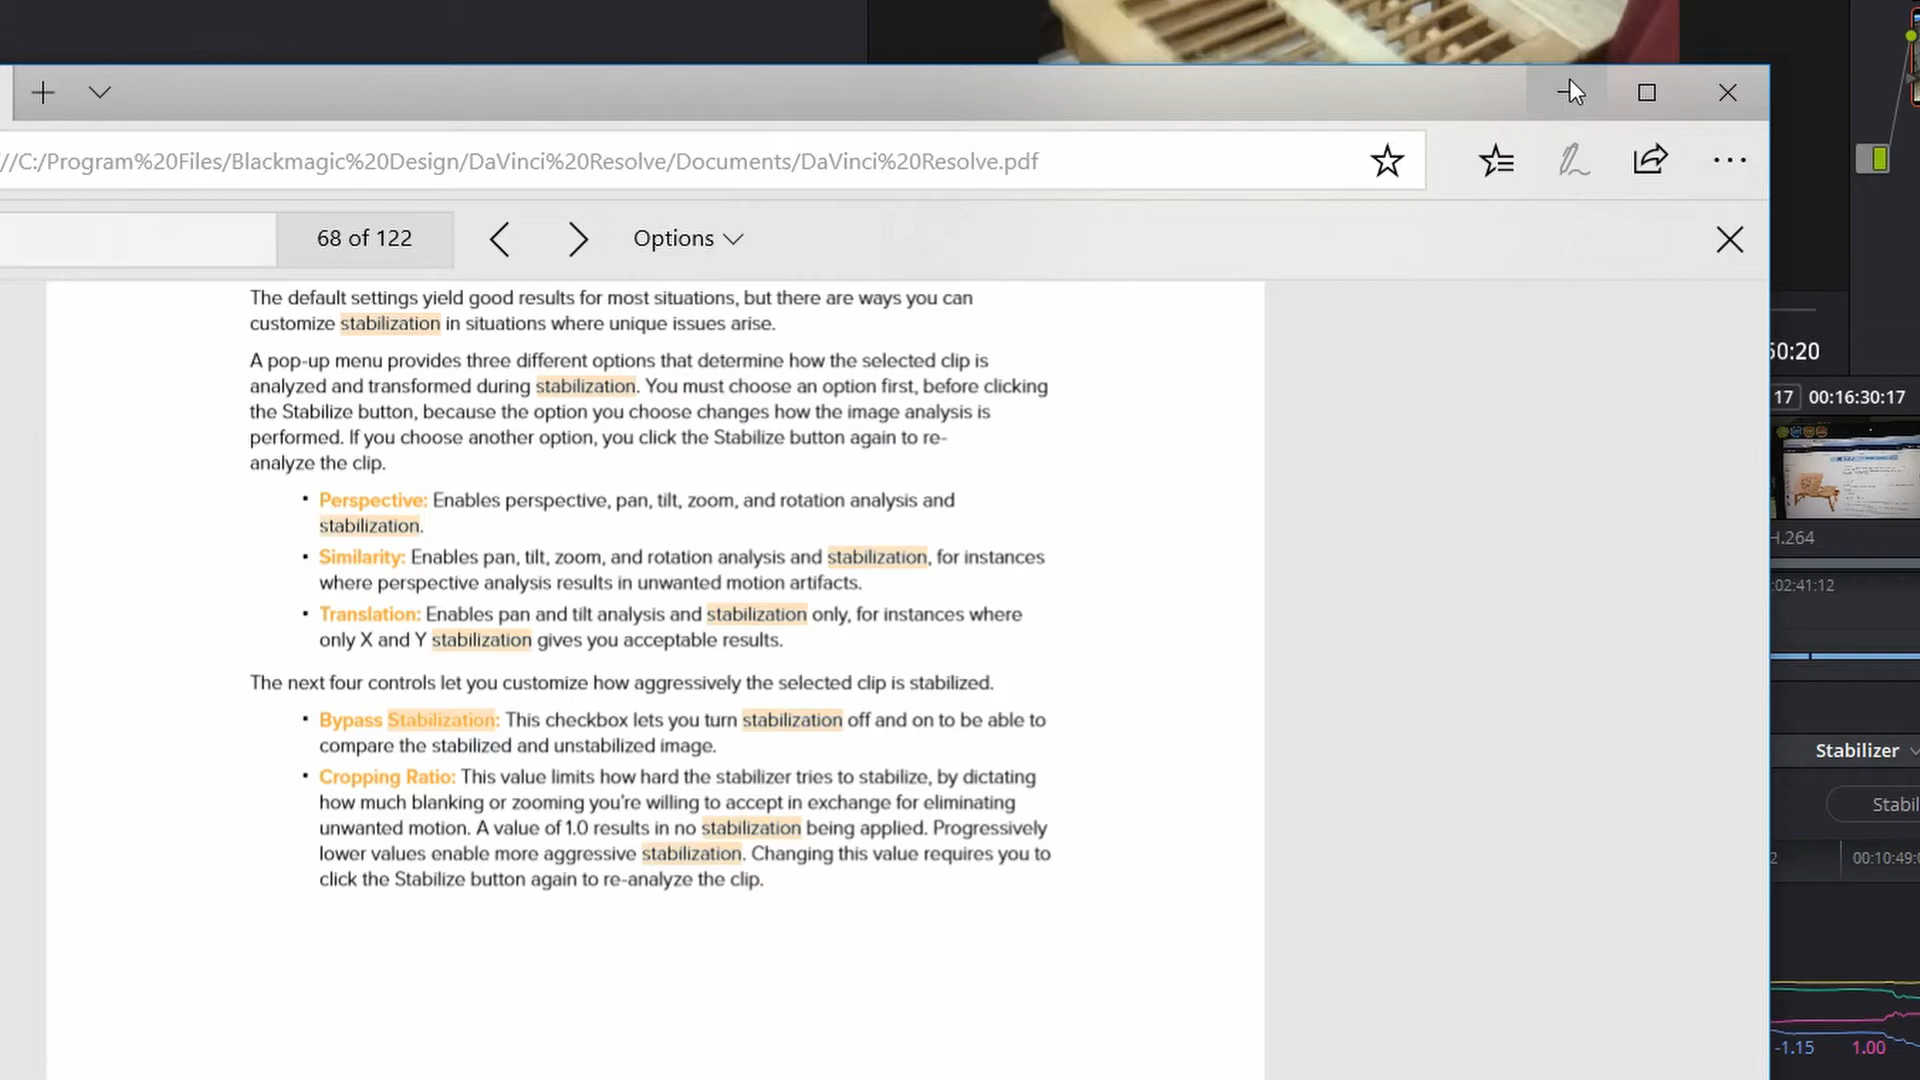 //C:/Program%20Files/Blackmagic%20Design/DaVinci%20Resolve/Documents/DaVinci%20Resolve.pdf
68 of 122
Options
The default settings yield good results for most situations, but there are ways you can
customize stabilization in situations where unique issues arise.
A pop-up menu provides three different options that determine how the selected clip is
analyzed and transformed during stabilization. You must choose an option first, before clicking
the Stabilize button, because the option you choose changes how the image analysis is
performed. If you choose another option, you click the Stabilize button again to re-
analyze the clip.
• Perspective: Enables perspective, pan, tilt, zoom, and rotation analysis and
stabilization.
• Similarity: Enables pan, tilt, zoom, and rotation analysis and stabilization, for instances
where perspective analysis results in unwanted motion artifacts.
• Translation: Enables pan and tilt analysis and stabilization only, for instances where
only X and Y stabilization gives you acceptable results.
The next four controls let you customize how aggressively the selected clip is stabilized.
• Bypass Stabilization: This checkbox lets you turn stabilization off and on to be able to
compare the stabilized and unstabilized image.
• Cropping Ratio: This value limits how hard the stabilizer tries to stabilize, by dictating
how much blanking or zooming you're willing to accept in exchange for eliminating
unwanted motion. A value of 1.0 results in no stabilization being applied. Progressively
lower values enable more aggressive stabilization. Changing this value requires you to
click the Stabilize button again to re-analyze the clip.
50:20
17 00:16:30:17
H.264
:02:41:12
Stabilizer
Stabil
2 00:10:49:0
-1.15 1.00